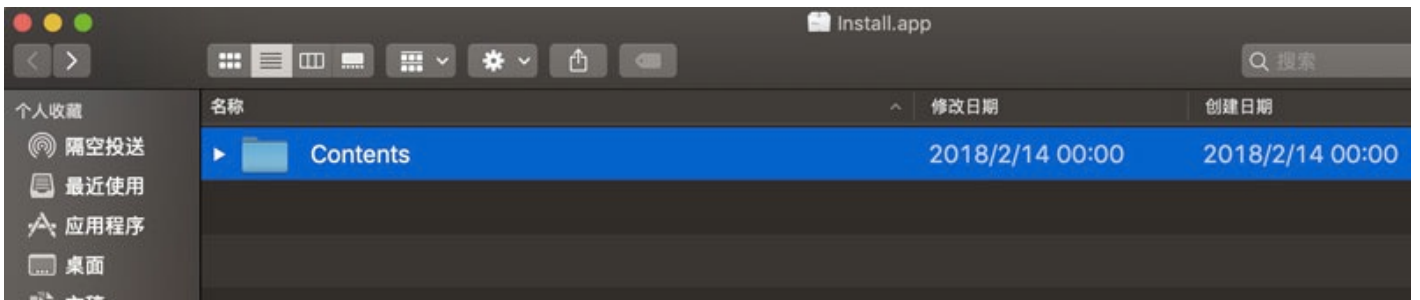 Install.app
搜索
个人收藏
名称
修改日期
创建日期
隔空投送
Contents
2018/2/14 00:00
2018/2/14 00:00
最近使用
应用程序
桌面